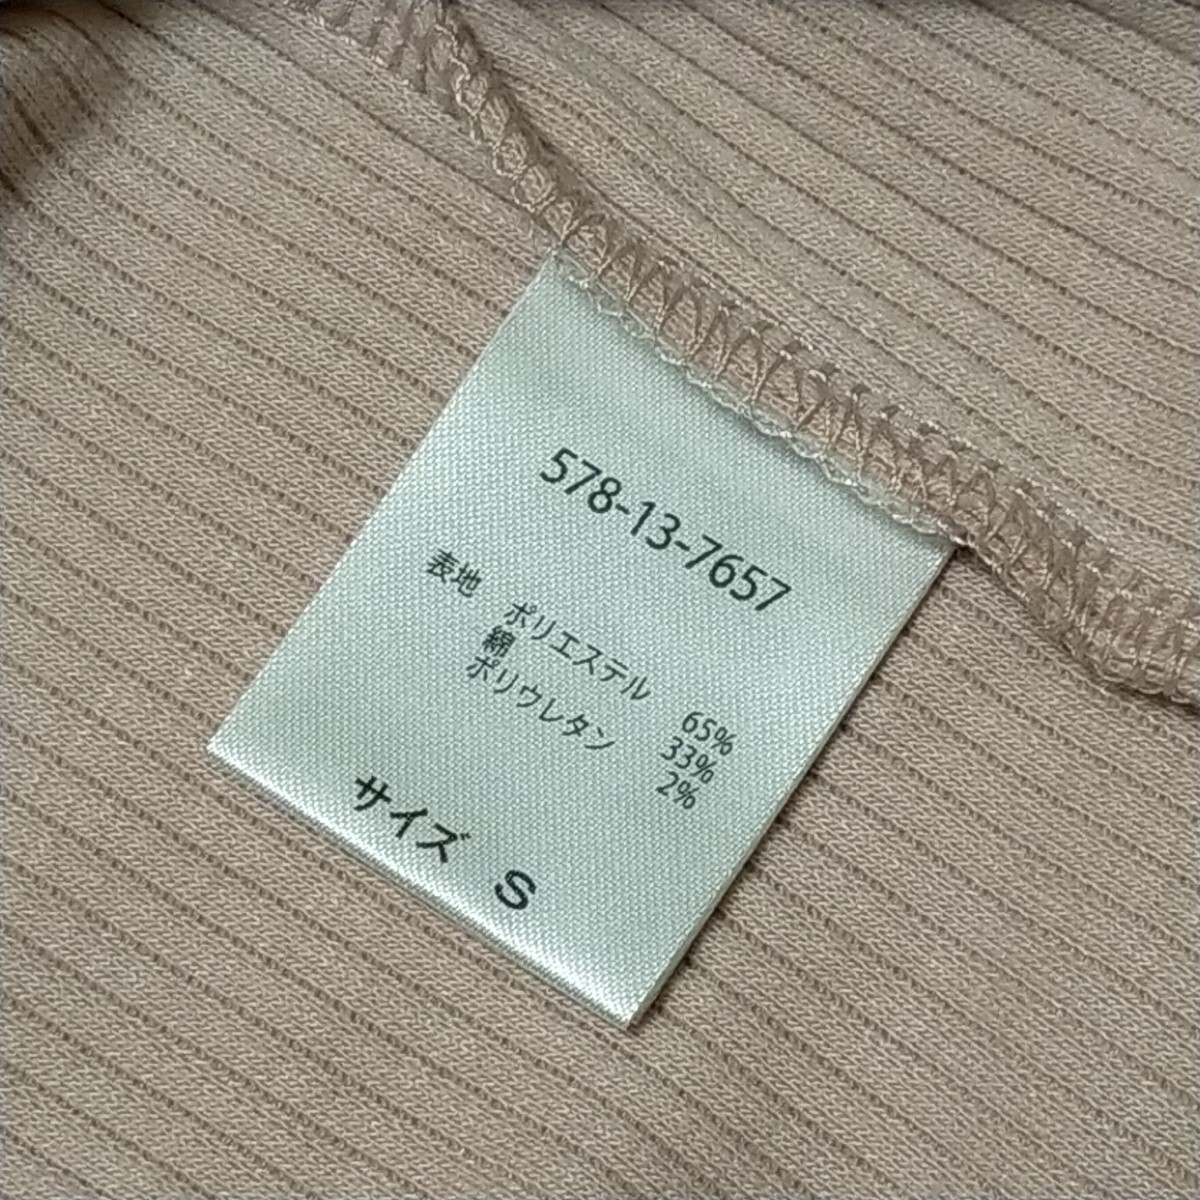 578-13-7657
表地 ポリエステル 65%
綿 33%
ポリウレタン 2%
サイズ S